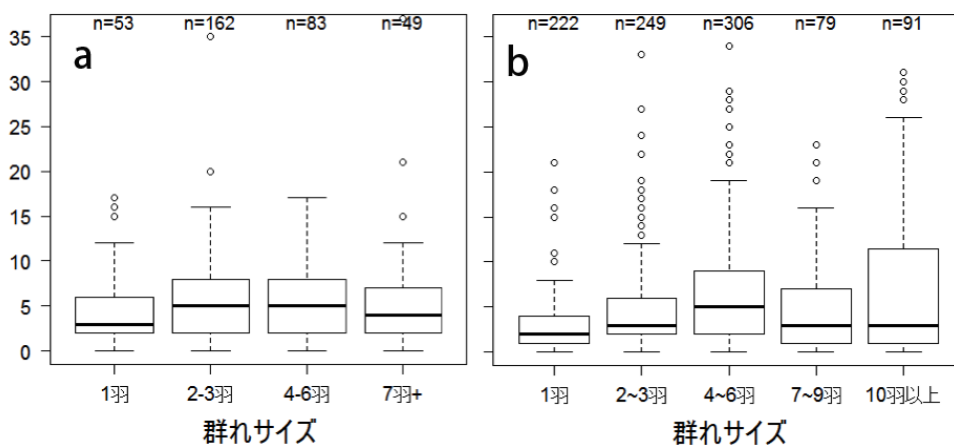 n=53 n=162 n=83 n=49
n=222 n=249 n=306 n=79 n=91
a
b
35
30
25
20
15
10
5
0
1羽 2-3羽 4-6羽 7羽+
1羽 2~3羽 4~6羽 7~9羽 10羽以上
群れサイズ
群れサイズ